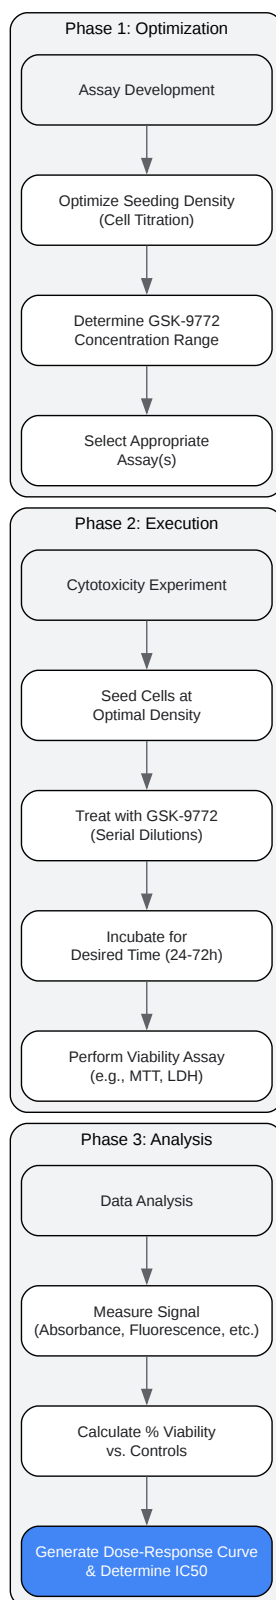 Phase 1: Optimization
Assay Development
Optimize Seeding Density
(Cell Titration)
Determine GSK-9772
Concentration Range
Select Appropriate
Assay(s)
Phase 2: Execution
Cytotoxicity Experiment
Seed Cells at
Optimal Density
Treat with GSK-9772
(Serial Dilutions)
Incubate for
Desired Time (24-72h)
Perform Viability Assay
(e.g., MTT, LDH)
Phase 3: Analysis
Data Analysis
Measure Signal
(Absorbance, Fluorescence, etc.)
Calculate % Viability
vs. Controls
Generate Dose-Response Curve
& Determine IC50